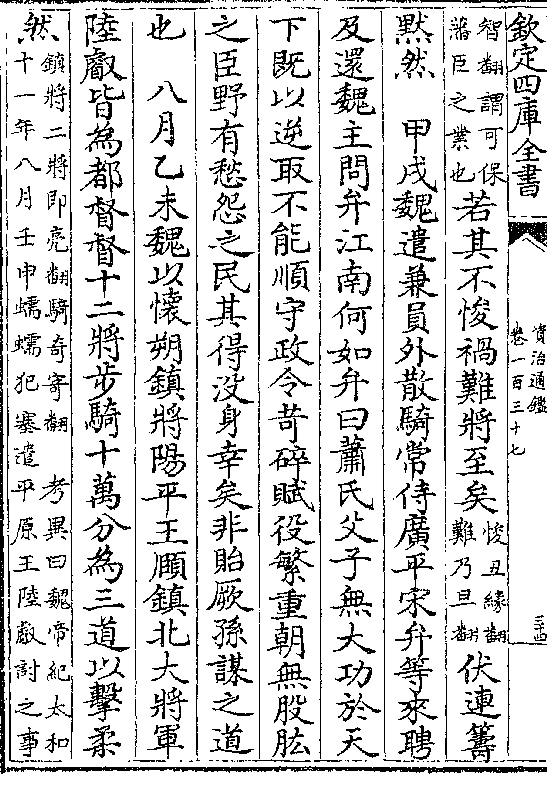 欽定四庫全書
資治通鑑
卷一百三十七
三十四
智翻謂可保
藩臣之業也
若其不悛禍難將至矣
悛丑緣翻
難乃旦翻
伏連籌
默然　甲戌魏遣兼員外散騎常侍廣平宋弁等來聘
及還魏主問弁江南何如弁曰蕭氏父子無大功於天
下既以逆取不能順守政令苛碎賦役繁重朝無股肱
之臣野有愁怨之民其得没身幸矣非貽厥孫謀之道
也　八月乙未魏以懷朔鎮將陽平王頤鎮北大將軍
陸叡皆為都督督十二將步騎十萬分為三道以擊柔
然
鎮將二將即亮翻騎奇寄翻　考異曰魏帝紀太和
十一年八月壬申蠕蠕犯塞遣平原王陸叡討之事